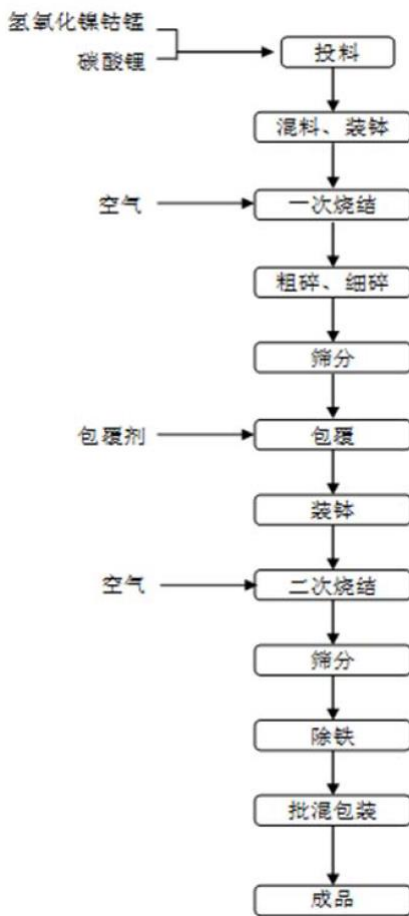 氢氧化镍钴锰
碳酸锂
投料
混料、装钵
空气
一次烧结
粗碎、细碎
筛分
包覆剂
包覆
装钵
空气
二次烧结
筛分
除铁
批混包装
成品